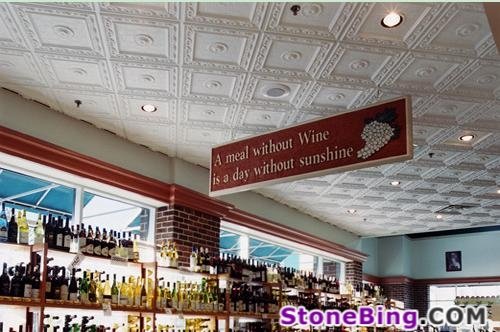 A meal without Wine
is a day without sunshine
StoneBing.COM